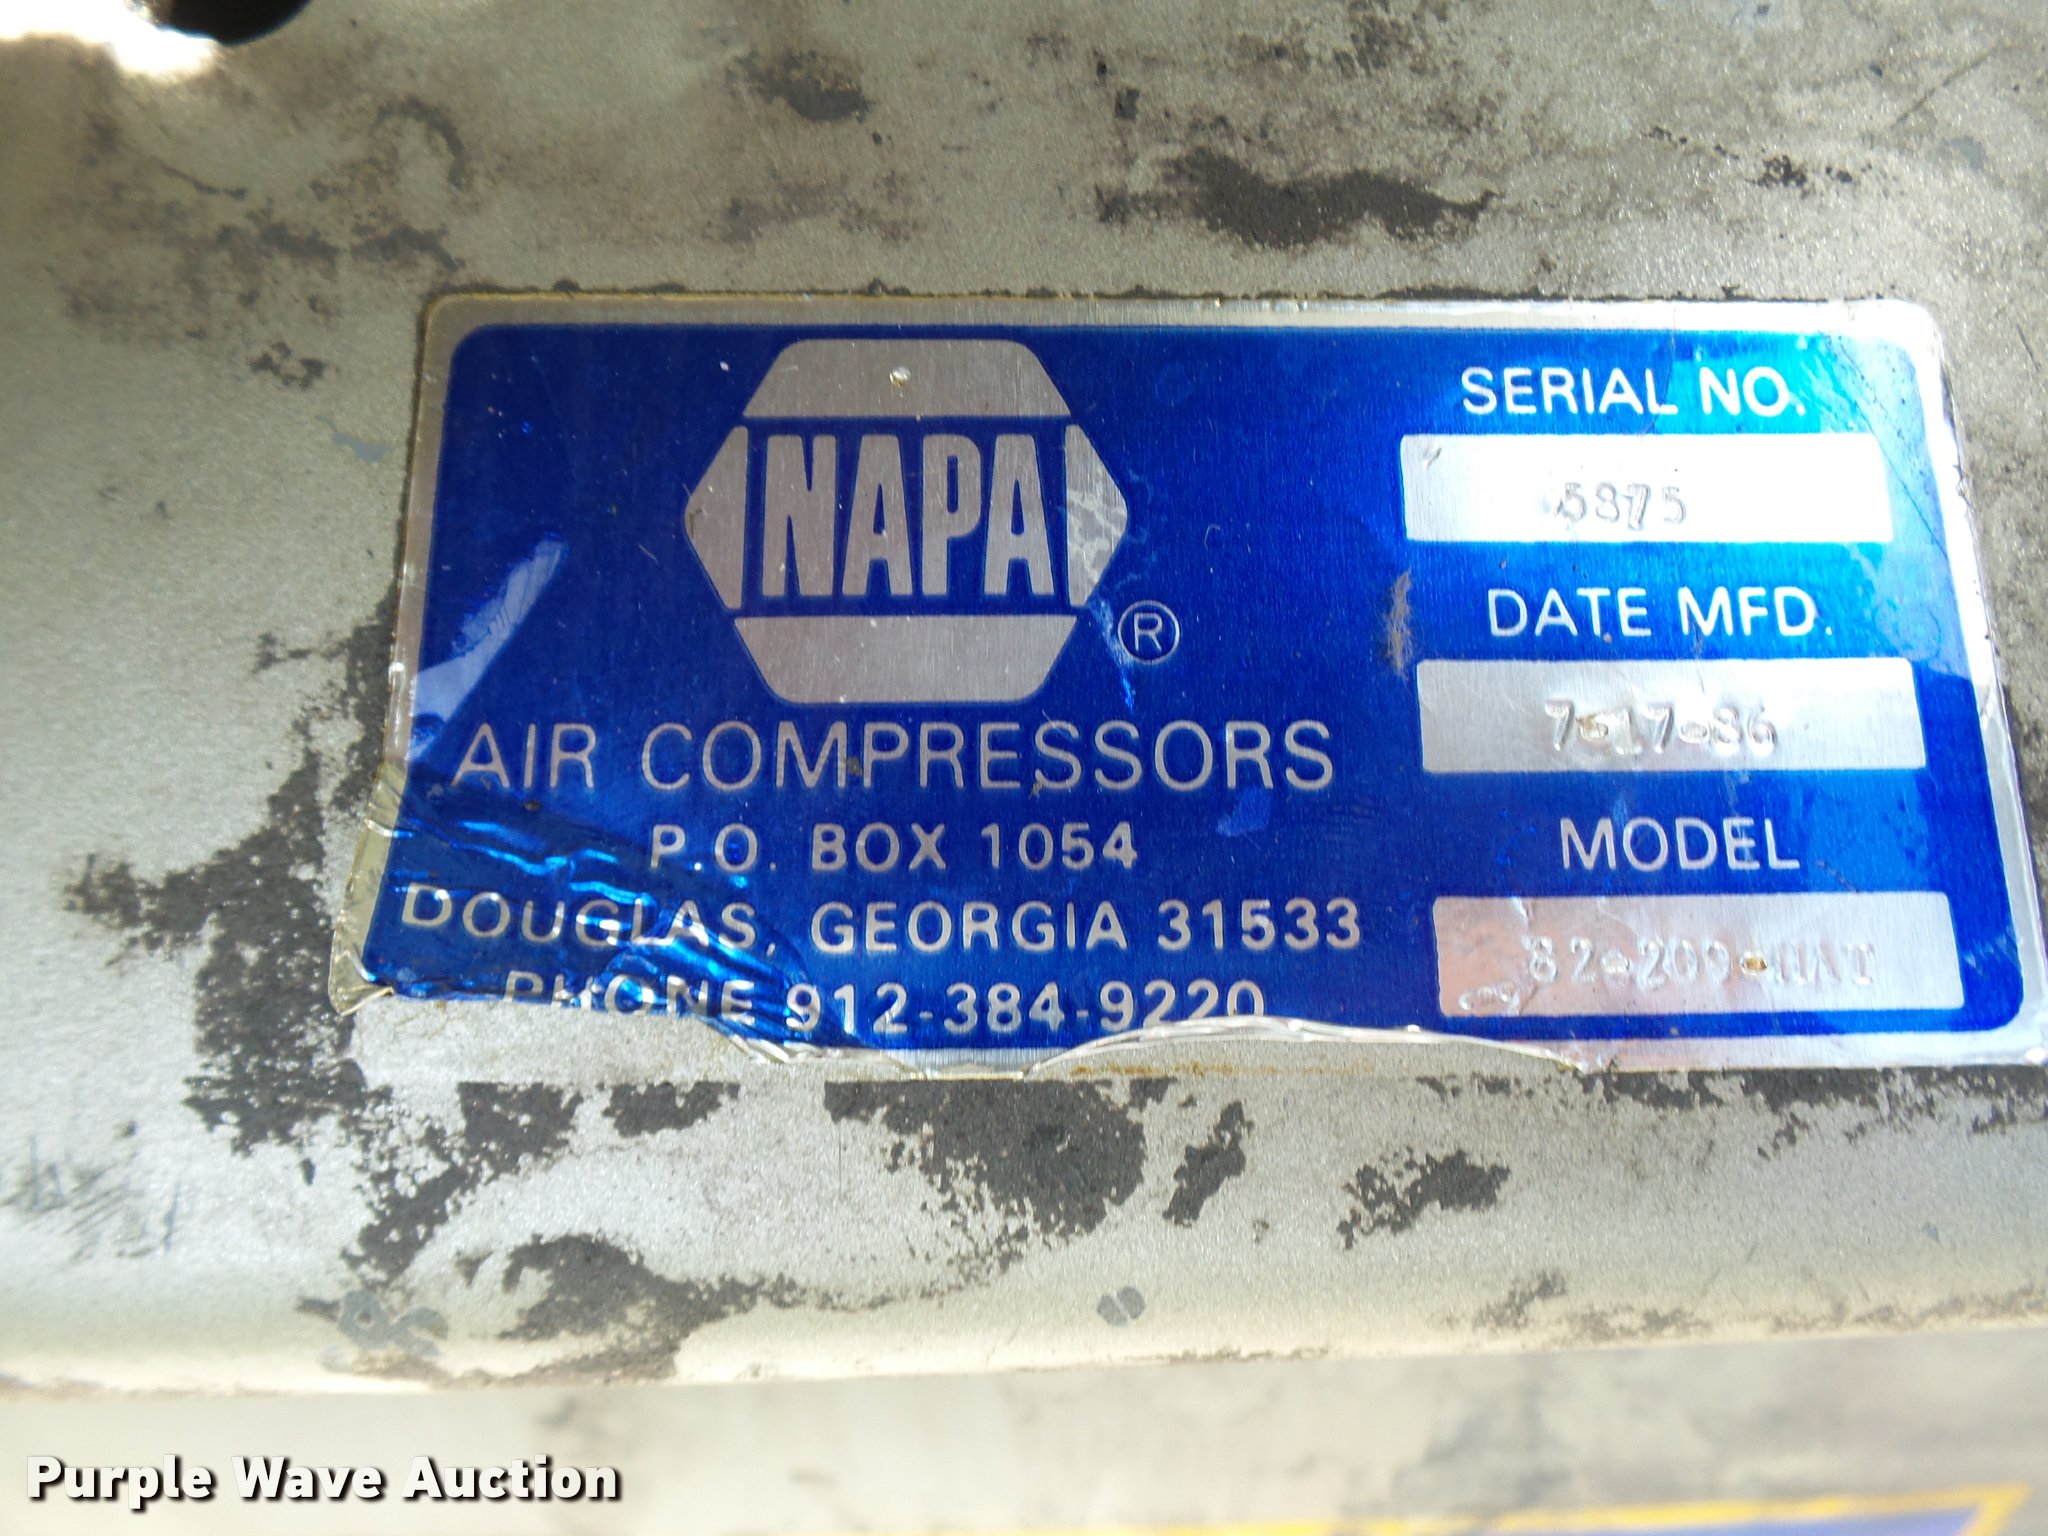 NAPA ®
AIR COMPRESSORS
P.O. BOX 1054
DOUGLAS, GEORGIA 31533
PHONE 912-384-9220
SERIAL NO.
5875
DATE MFD.
7-17-86
MODEL
Purple Wave Auction